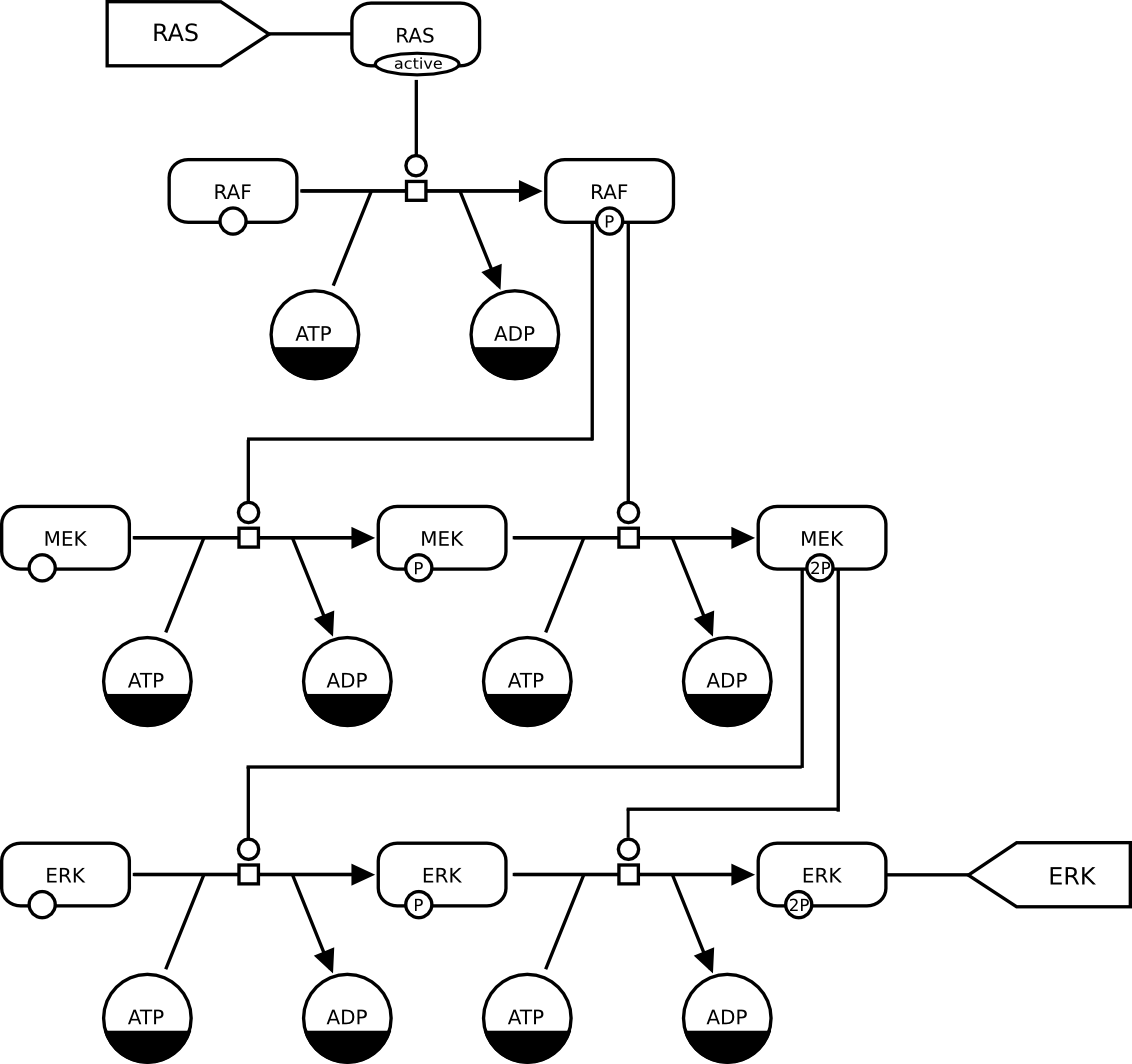 RAS
RAS
active
RAF
RAF
P
ATP
ADP
MEK
MEK
P
MEK
2P
ATP
ADP
ATP
ADP
ERK
ERK
P
ERK
2P
ERK
ATP
ADP
ATP
ADP